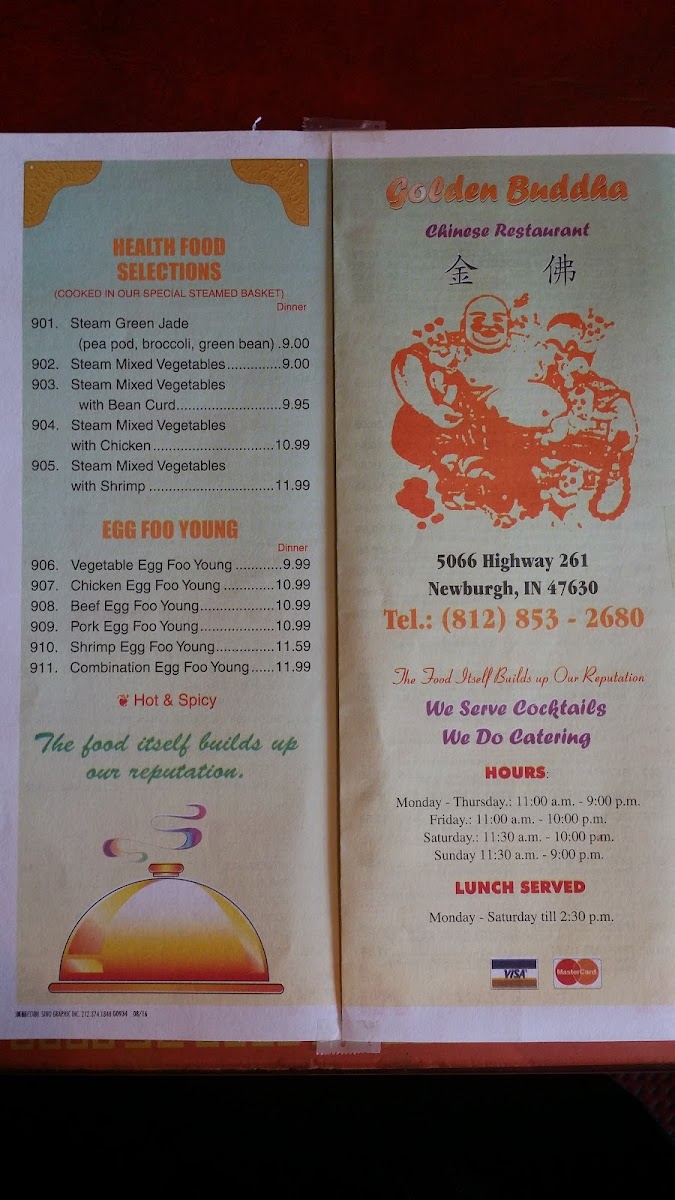 HEALTH FOOD
SELECTIONS
(COOKED IN OUR SPECIAL STEAMED BASKET)
Dinner
901. Steam Green Jade
(pea pod, broccoli, green bean) .9.00
902. Steam Mixed Vegetables..............9.00
903. Steam Mixed Vegetables
with Bean Curd...........................9.95
904. Steam Mixed Vegetables
with Chicken...............................10.99
905. Steam Mixed Vegetables
with Shrimp ................................11.99
EGG FOO YOUNG
Dinner
906. Vegetable Egg Foo Young ............9.99
907. Chicken Egg Foo Young .............10.99
908. Beef Egg Foo Young...................10.99
909. Pork Egg Foo Young...................10.99
910. Shrimp Egg Foo Young...............11.59
911. Combination Egg Foo Young......11.99
Hot & Spicy
The food itself builds up
our reputation.
GRAPHIC INC. 212.374.1848 G0934 08/16
Golden Buddha
Chinese Restaurant
金 佛
5066 Highway 261
Newburgh, IN 47630
Tel.: (812) 853 - 2680
The Food Itself Builds up Our Reputation
We Serve Cocktails
We Do Catering
HOURS:
Monday - Thursday.: 11:00 a.m. - 9:00 p.m.
Friday.: 11:00 a.m. - 10:00 p.m.
Saturday.: 11:30 a.m. - 10:00 p.m.
Sunday 11:30 a.m. - 9:00 p.m.
LUNCH SERVED
Monday - Saturday till 2:30 p.m.
VISA
MasterCard